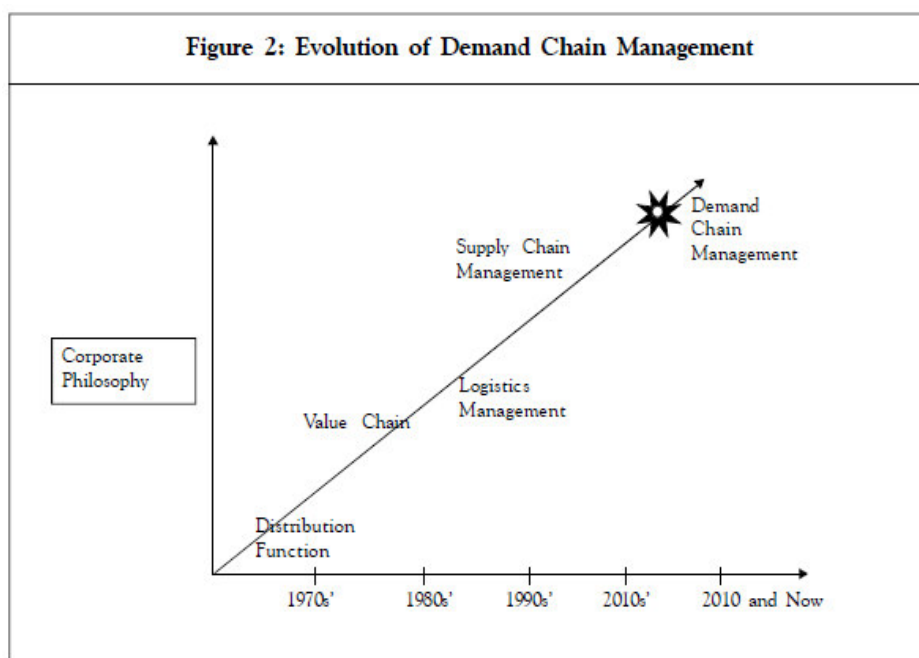 Figure 2: Evolution of Demand Chain Management
Demand
Chain
Management
Supply Chain
Management
Corporate
Philosophy
Logistics
Management
Value Chain
Distribution
Function
1970s' 1980s' 1990s' 2010s' 2010 and Now